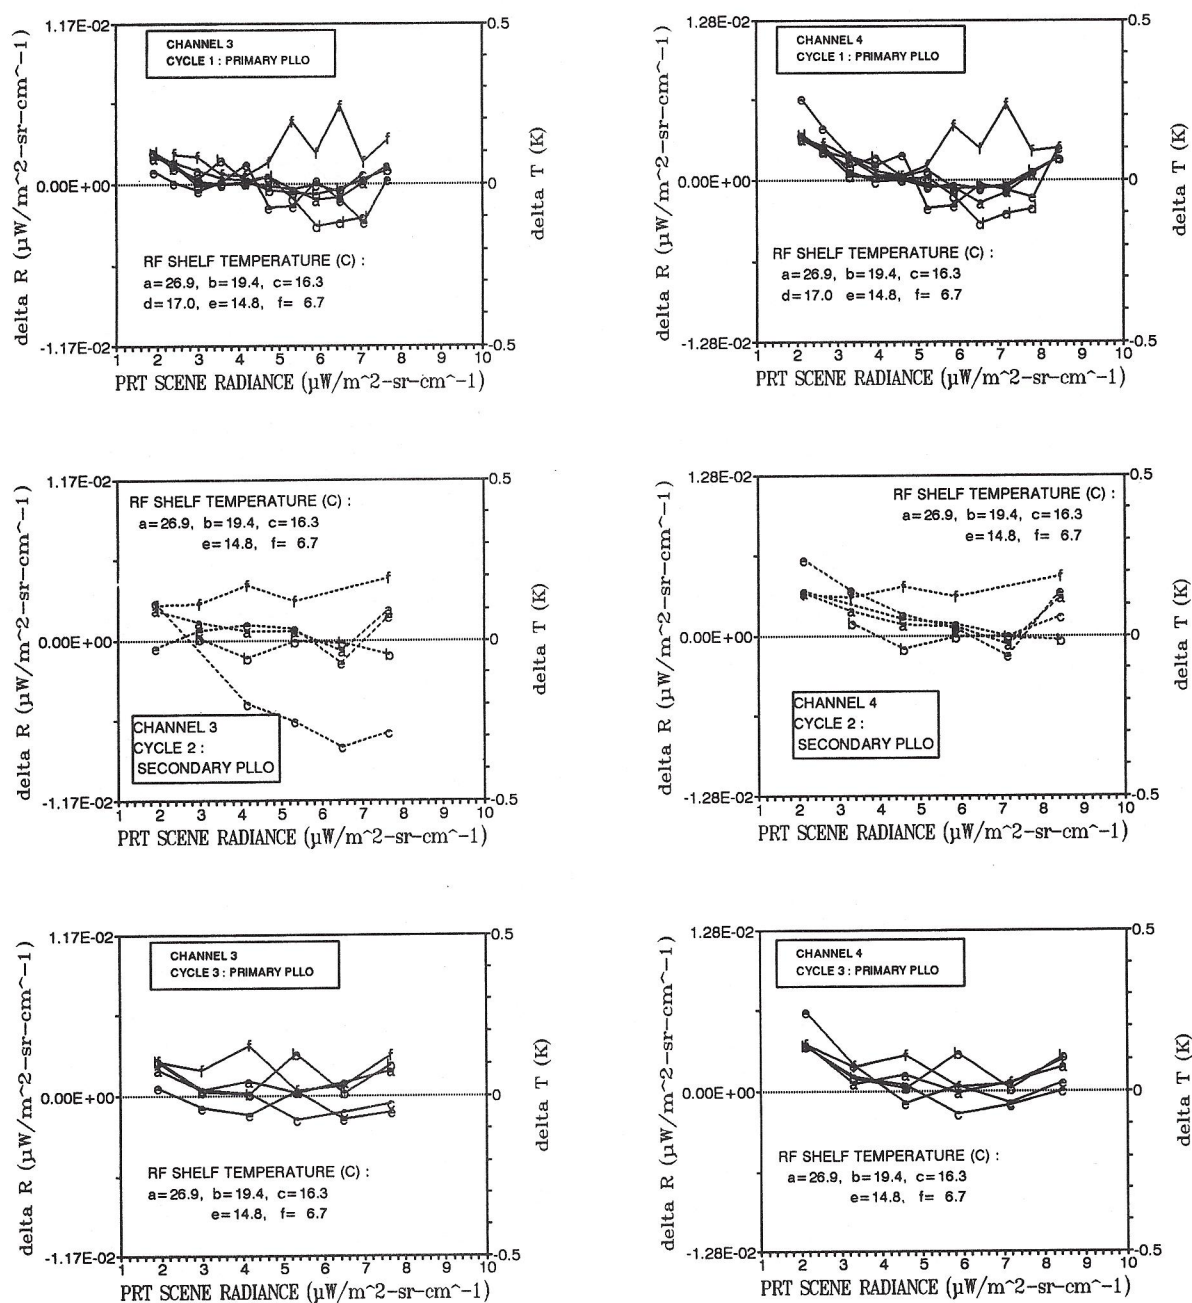 1.17E-02
0.00E+00
-1.17E-02
delta R (µW/m^2-sr-cm^-1)
CHANNEL 3
CYCLE 1 : PRIMARY PLLO
RF SHELF TEMPERATURE (C) :
a=26.9, b=19.4, c=16.3
d=17.0, e=14.8, f= 6.7
0.5
0
-0.5
delta T (K)
1 2 3 4 5 6 7 8 9 10
PRT SCENE RADIANCE (µW/m^2-sr-cm^-1)
1.28E-02
0.00E+00
-1.28E-02
delta R (µW/m^2-sr-cm^-1)
CHANNEL 4
CYCLE 1 : PRIMARY PLLO
RF SHELF TEMPERATURE (C) :
a=26.9, b=19.4, c=16.3
d=17.0 e=14.8, f= 6.7
0.5
0
-0.5
delta T (K)
1 2 3 4 5 6 7 8 9 10
PRT SCENE RADIANCE (µW/m^2-sr-cm^-1)
1.17E-02
0.00E+00
-1.17E-02
delta R (µW/m^2-sr-cm^-1)
RF SHELF TEMPERATURE (C) :
a=26.9, b=19.4, c=16.3
e=14.8, f= 6.7
CHANNEL 3
CYCLE 2 :
SECONDARY PLLO
0.5
0
-0.5
delta T (K)
1 2 3 4 5 6 7 8 9 10
PRT SCENE RADIANCE (µW/m^2-sr-cm^-1)
1.28E-02
0.00E+00
-1.28E-02
delta R (µW/m^2-sr-cm^-1)
RF SHELF TEMPERATURE (C) :
a=26.9, b=19.4, c=16.3
e=14.8, f= 6.7
CHANNEL 4
CYCLE 2 :
SECONDARY PLLO
0.5
0
-0.5
delta T (K)
1 2 3 4 5 6 7 8 9 10
PRT SCENE RADIANCE (µW/m^2-sr-cm^-1)
1.17E-02
0.00E+00
-1.17E-02
delta R (µW/m^2-sr-cm^-1)
CHANNEL 3
CYCLE 3 : PRIMARY PLLO
RF SHELF TEMPERATURE (C) :
a=26.9, b=19.4, c=16.3
e=14.8, f= 6.7
0.5
0
-0.5
delta T (K)
1 2 3 4 5 6 7 8 9 10
PRT SCENE RADIANCE (µW/m^2-sr-cm^-1)
1.28E-02
0.00E+00
-1.28E-02
delta R (µW/m^2-sr-cm^-1)
CHANNEL 4
CYCLE 3 : PRIMARY PLLO
RF SHELF TEMPERATURE (C) :
a=26.9, b=19.4, c=16.3
e=14.8, f= 6.7
0.5
0
-0.5
delta T (K)
1 2 3 4 5 6 7 8 9 10
PRT SCENE RADIANCE (µW/m^2-sr-cm^-1)